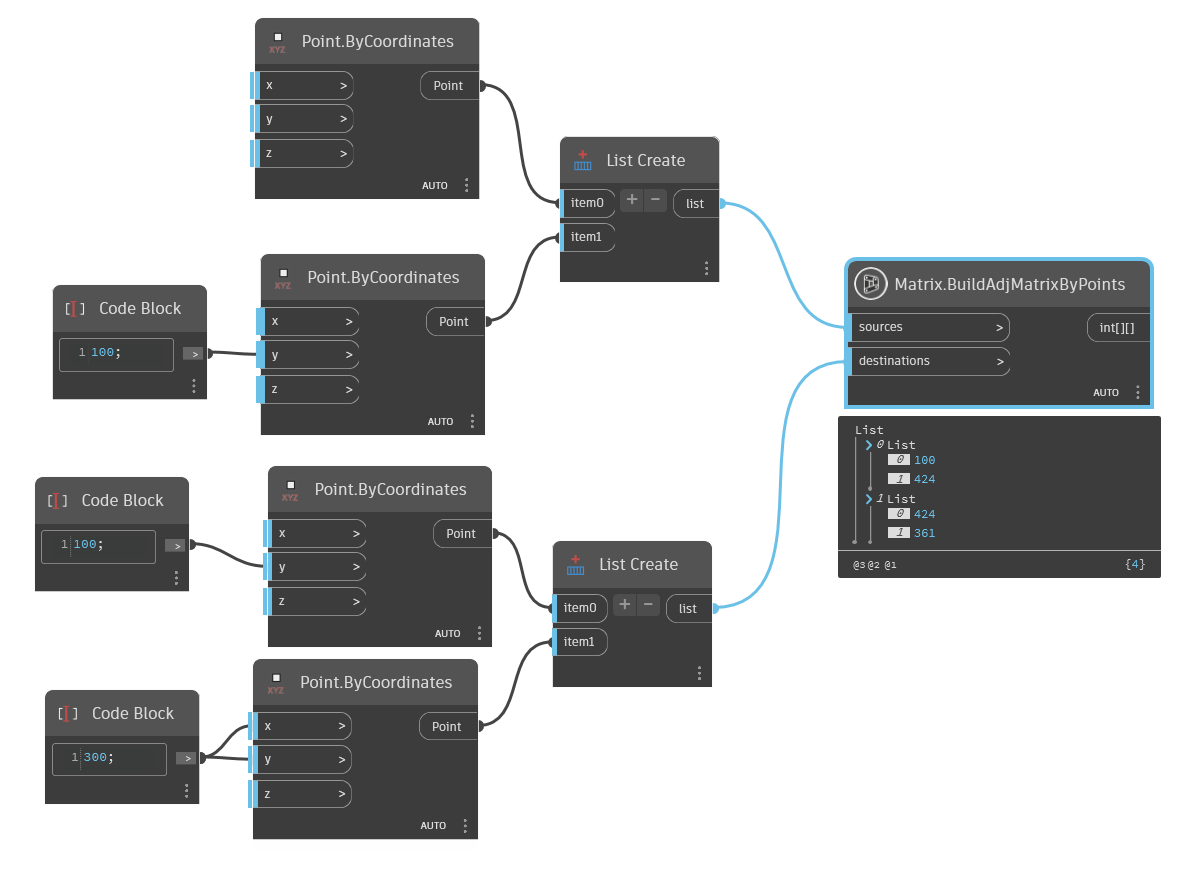 XYZ Point.ByCoordinates
x > Point
y >
z >
AUTO
List Create
item0 + − list
item1
Code Block
1 100; >
XYZ Point.ByCoordinates
x > Point
y >
z >
AUTO
Matrix.BuildAdjMatrixByPoints
sources > int[][]
destinations >
AUTO
List
0 List
0 100
1 424
1 List
0 424
1 361
@3 @2 @1 {4}
Code Block
1 100; >
XYZ Point.ByCoordinates
x > Point
y >
z >
AUTO
List Create
item0 + − list
item1
Code Block
1 300; >
XYZ Point.ByCoordinates
x > Point
y >
z >
AUTO